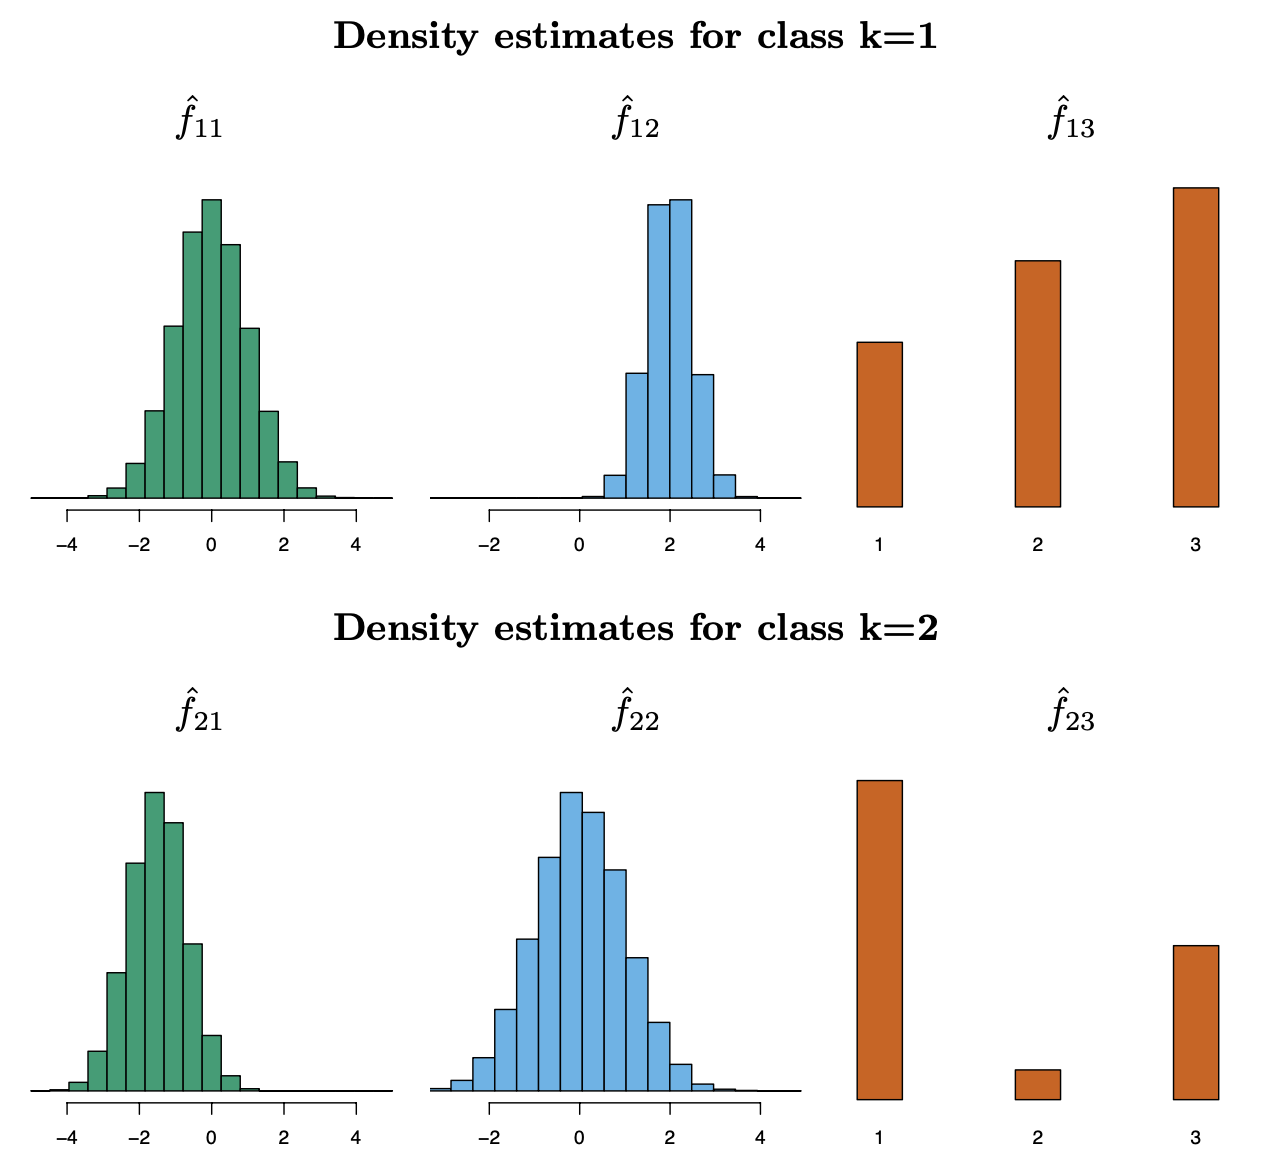 Density estimates for class k=1
f̂₁₁ f̂₁₂ f̂₁₃
−4 −2 0 2 4 −2 0 2 4 1 2 3
Density estimates for class k=2
f̂₂₁ f̂₂₂ f̂₂₃
−4 −2 0 2 4 −2 0 2 4 1 2 3